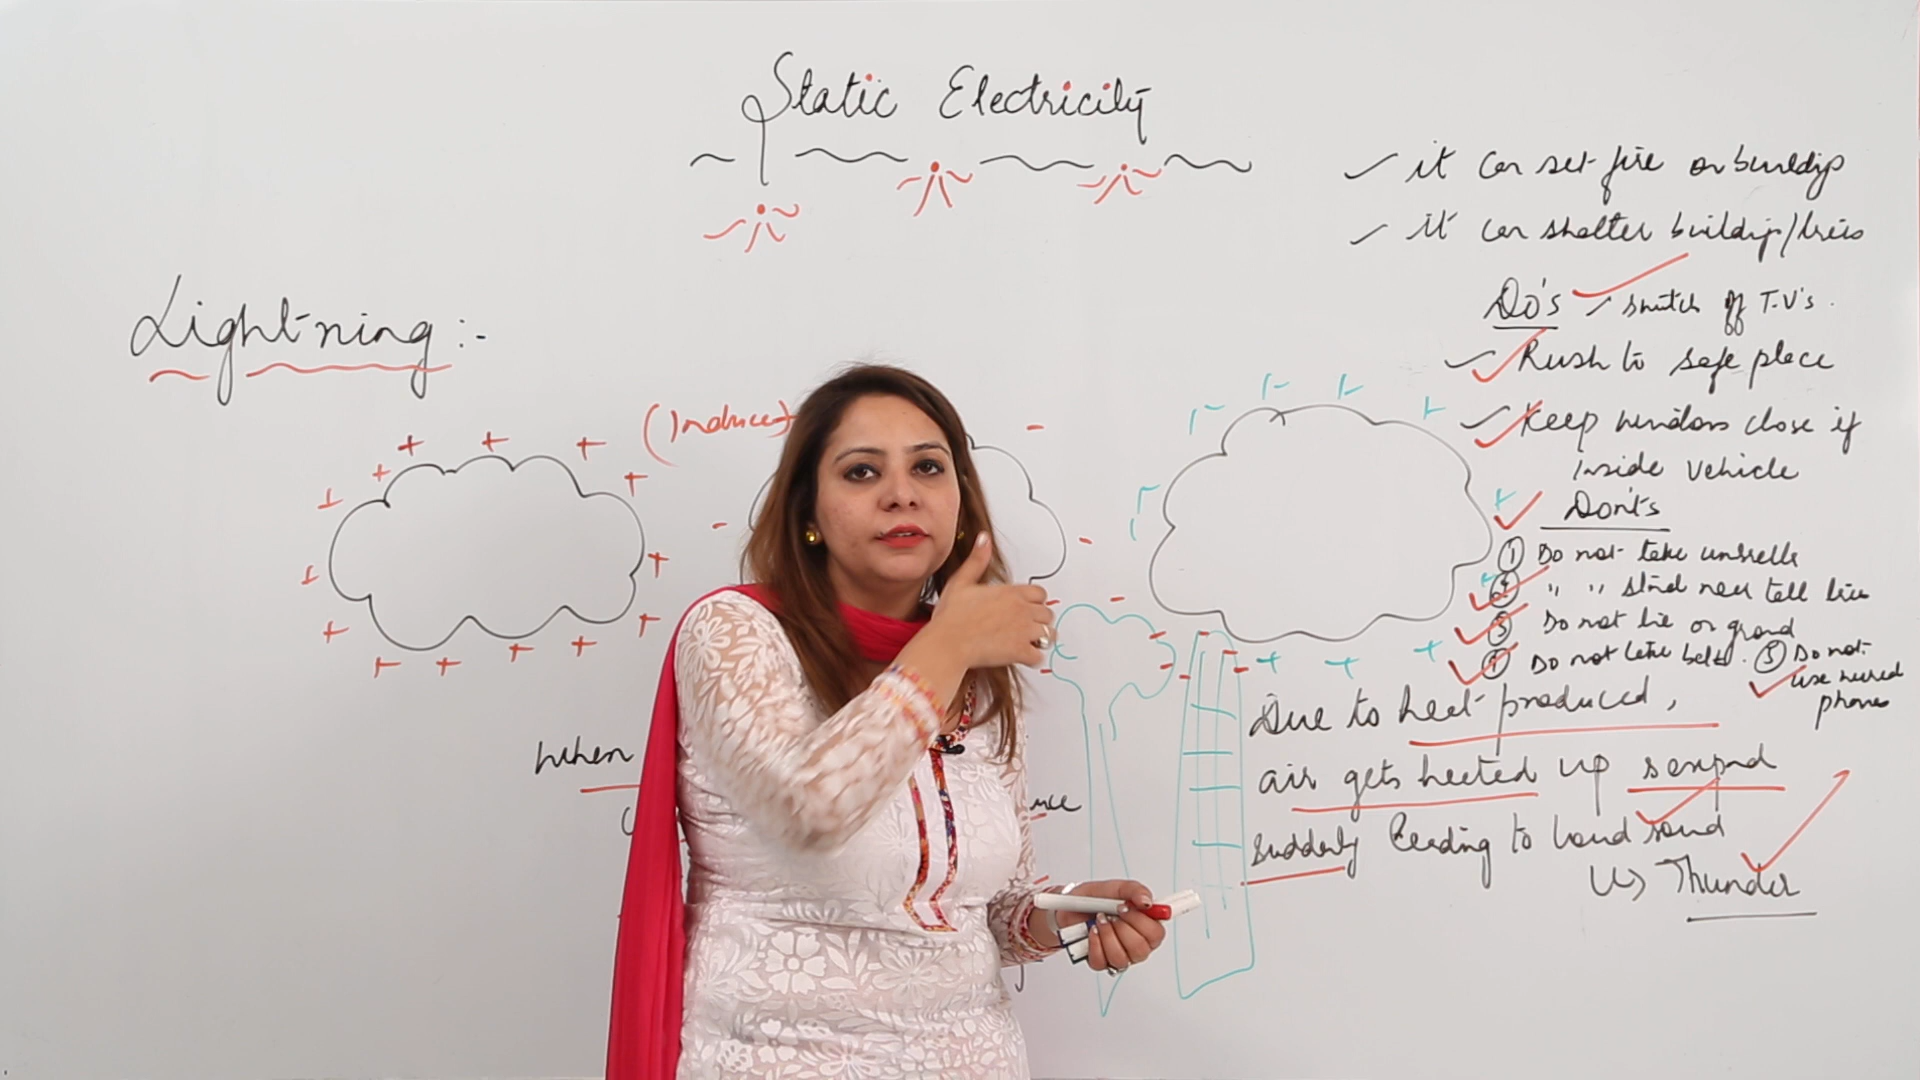 Static Electricity
Lightning :-
(Induced)
When
it can set fire on buildings
it can shatter buildings/trees
Do's switch off T.V's.
Rush to safe place
Keep windows close if
inside vehicle
Don'ts
① Do not take umbrella
② " " stand near tall tree
③ Do not lie on ground
④ Do not take belt. ⑤ Do not
use wired
phones
Due to heat produced,
air gets heated up
suddenly leading to loud sound
Thunder